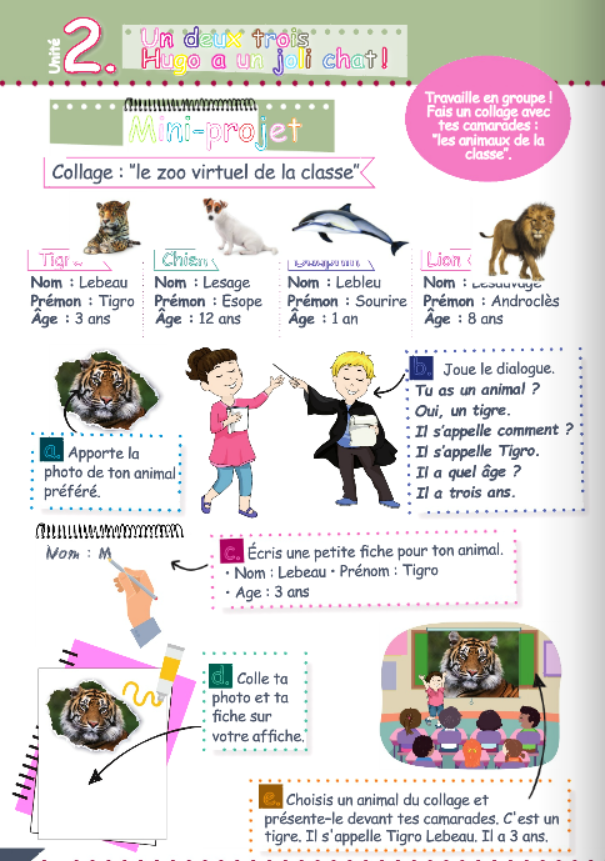 Unité
2.
Un deux trois
Hugo a un joli chat!
Mini-projet
Travaille en groupe !
Fais un collage avec
tes camarades :
"les animaux de la
classe".
Collage : "le zoo virtuel de la classe"
Nom : Lebeau
Prémon : Tigro
Âge : 3 ans
Chien
Nom : Lesage
Prémon : Esope
Âge : 12 ans
Nom : Lebleu
Prémon : Sourire
Âge : 1 an
Lion
Nom :
Prémon : Androclès
Âge : 8 ans
a. Apporte la
photo de ton animal
préféré.
b. Joue le dialogue.
Tu as un animal ?
Oui, un tigre.
Il s'appelle comment ?
Il s'appelle Tigro.
Il a quel âge ?
Il a trois ans.
Nom : M
c. Écris une petite fiche pour ton animal.
• Nom : Lebeau • Prénom : Tigro
• Age : 3 ans
d. Colle ta
photo et ta
fiche sur
votre affiche.
e. Choisis un animal du collage et
présente-le devant tes camarades. C'est un
tigre. Il s'appelle Tigro Lebeau. Il a 3 ans.